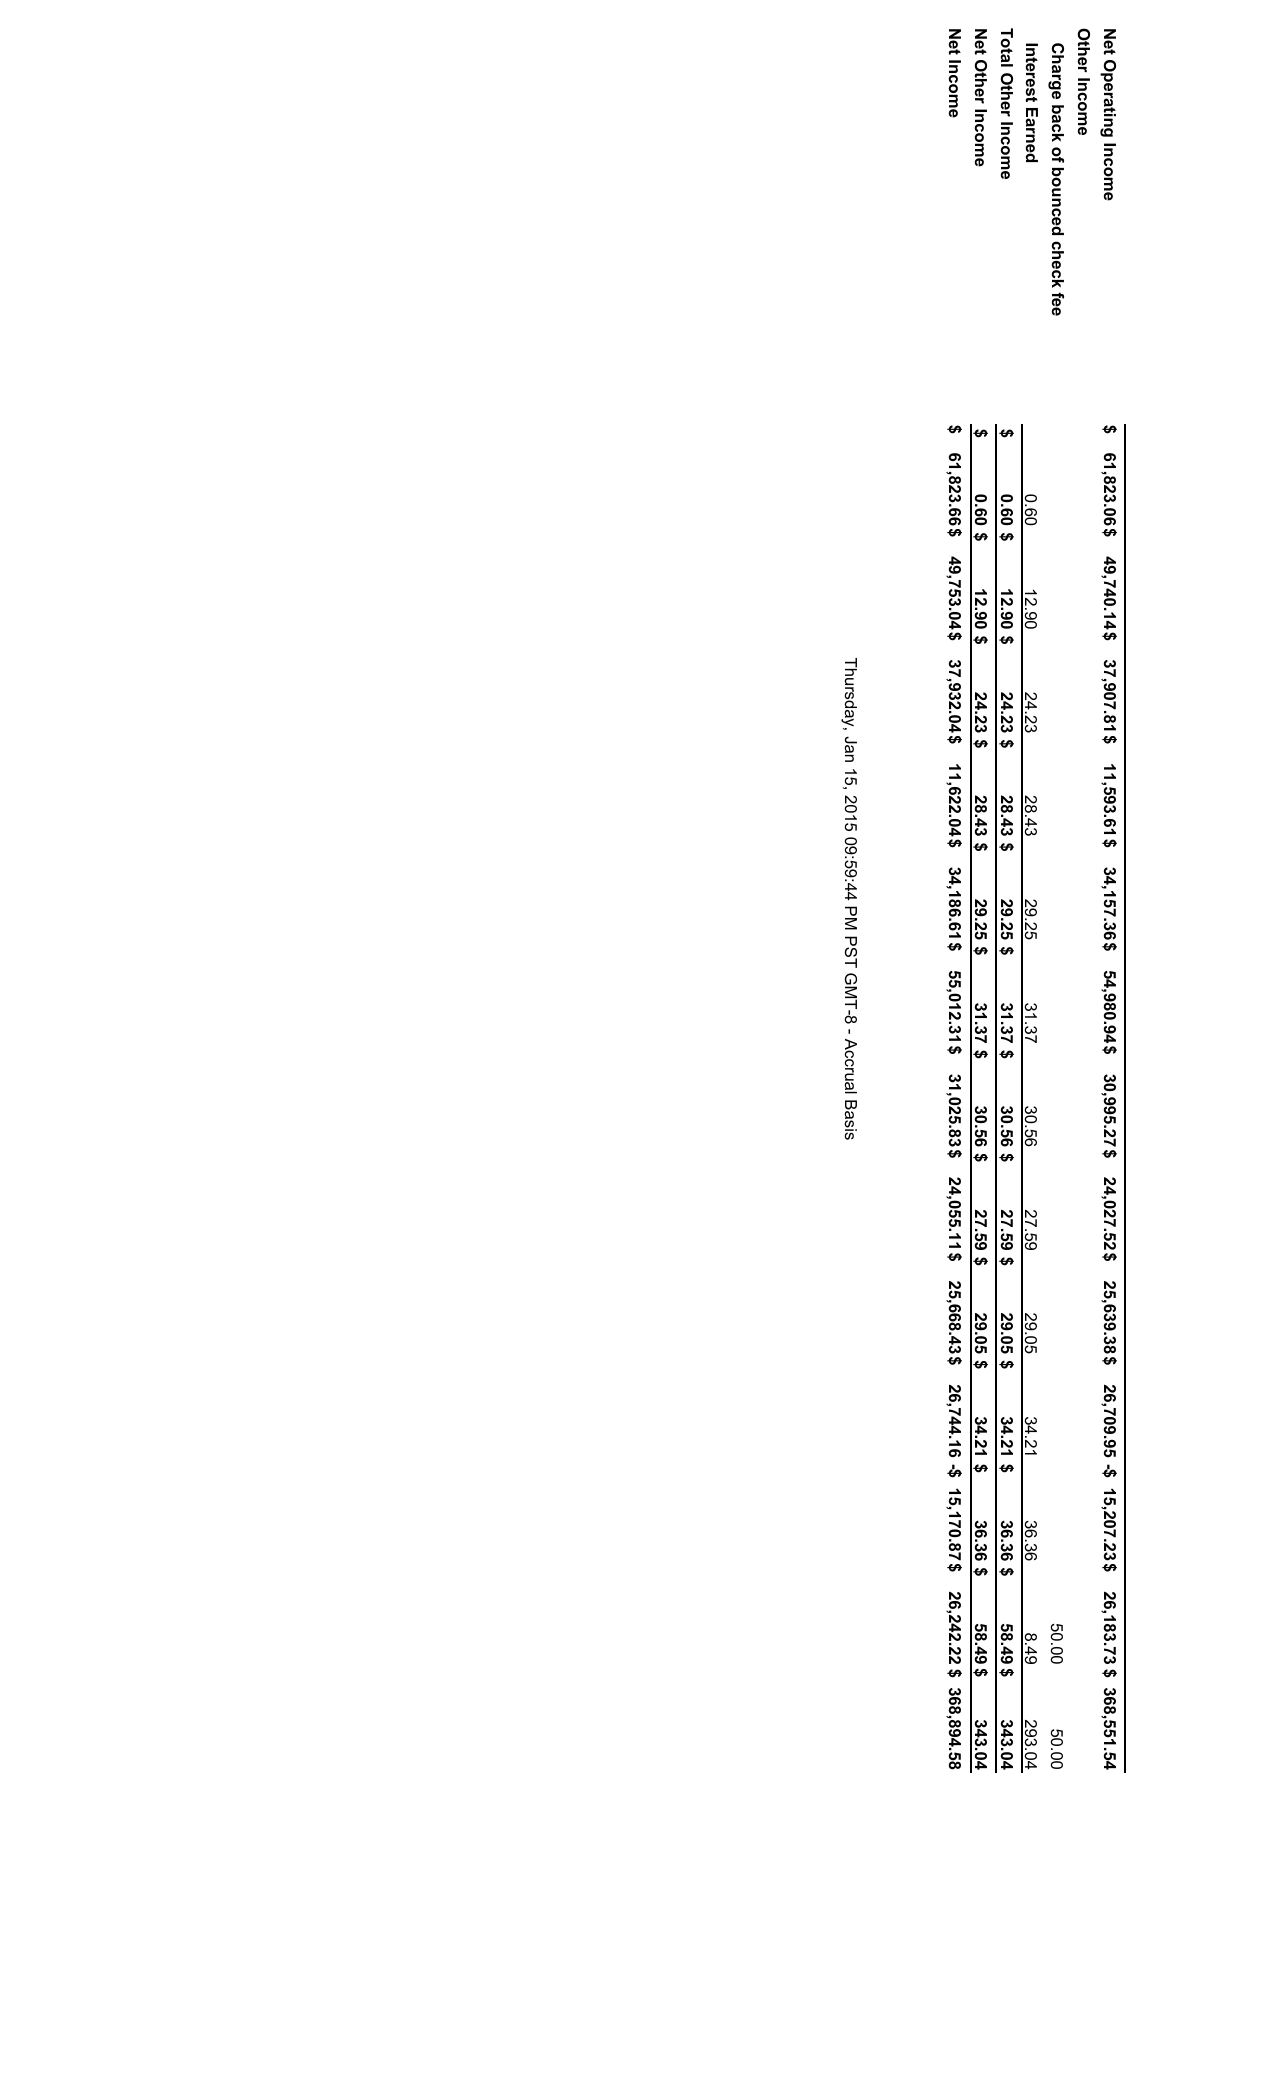 Net Operating Income $ 61,823.06 $ 49,740.14 $ 37,907.81 $ 11,593.61 $ 34,157.36 $ 54,980.94 $ 30,995.27 $ 24,027.52 $ 25,639.38 $ 26,709.95 -$ 15,207.23 $ 26,183.73 $ 368,551.54
Other Income
Charge back of bounced check fee 50.00 50.00
Interest Earned 0.60 12.90 24.23 28.43 29.25 31.37 30.56 27.59 29.05 34.21 36.36 8.49 293.04
Total Other Income $ 0.60 $ 12.90 $ 24.23 $ 28.43 $ 29.25 $ 31.37 $ 30.56 $ 27.59 $ 29.05 $ 34.21 $ 36.36 $ 58.49 $ 343.04
Net Other Income $ 0.60 $ 12.90 $ 24.23 $ 28.43 $ 29.25 $ 31.37 $ 30.56 $ 27.59 $ 29.05 $ 34.21 $ 36.36 $ 58.49 $ 343.04
Net Income $ 61,823.66 $ 49,753.04 $ 37,932.04 $ 11,622.04 $ 34,186.61 $ 55,012.31 $ 31,025.83 $ 24,055.11 $ 25,668.43 $ 26,744.16 -$ 15,170.87 $ 26,242.22 $ 368,894.58
Thursday, Jan 15, 2015 09:59:44 PM PST GMT-8 - Accrual Basis